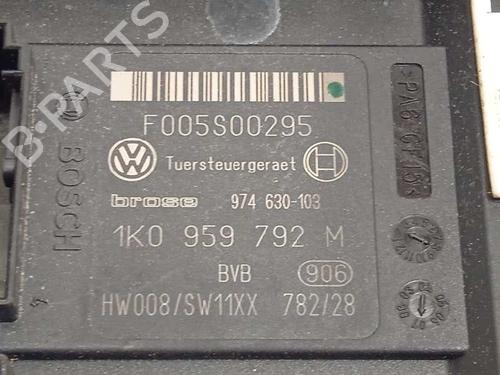 F005S00295
Tuersteuergeraet
brose 974 630-103
1K0 959 792 M
BVB 906
HW008/SW11XX 782/28
BOSCH
B-PARTS